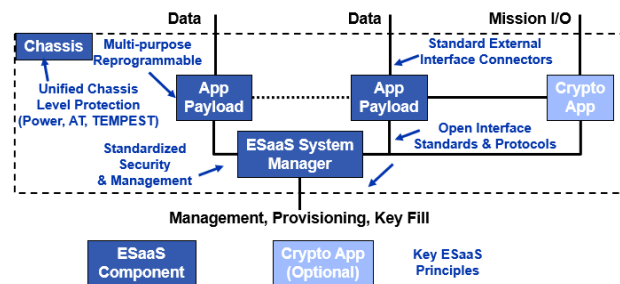 Data
Data
Mission I/O
Chassis
Multi-purpose
Reprogrammable
Standard External
Interface Connectors
Unified Chassis
Level Protection
(Power, AT, TEMPEST)
App
Payload
App
Payload
Crypto
App
Standardized
Security
& Management
ESaaS System
Manager
Open Interface
Standards & Protocols
Management, Provisioning, Key Fill
ESaaS
Component
Crypto App
(Optional)
Key ESaaS
Principles